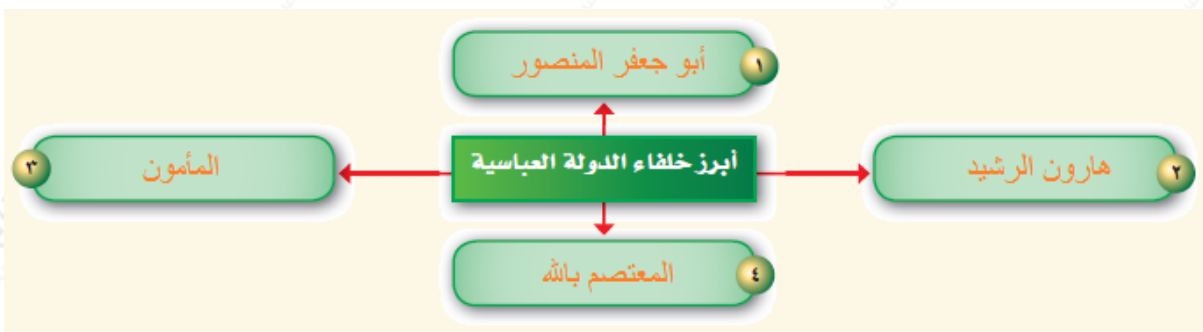 ١ أبو جعفر المنصور
أبرز خلفاء الدولة العباسية
٢ هارون الرشيد
٣ المأمون
٤ المعتصم بالله